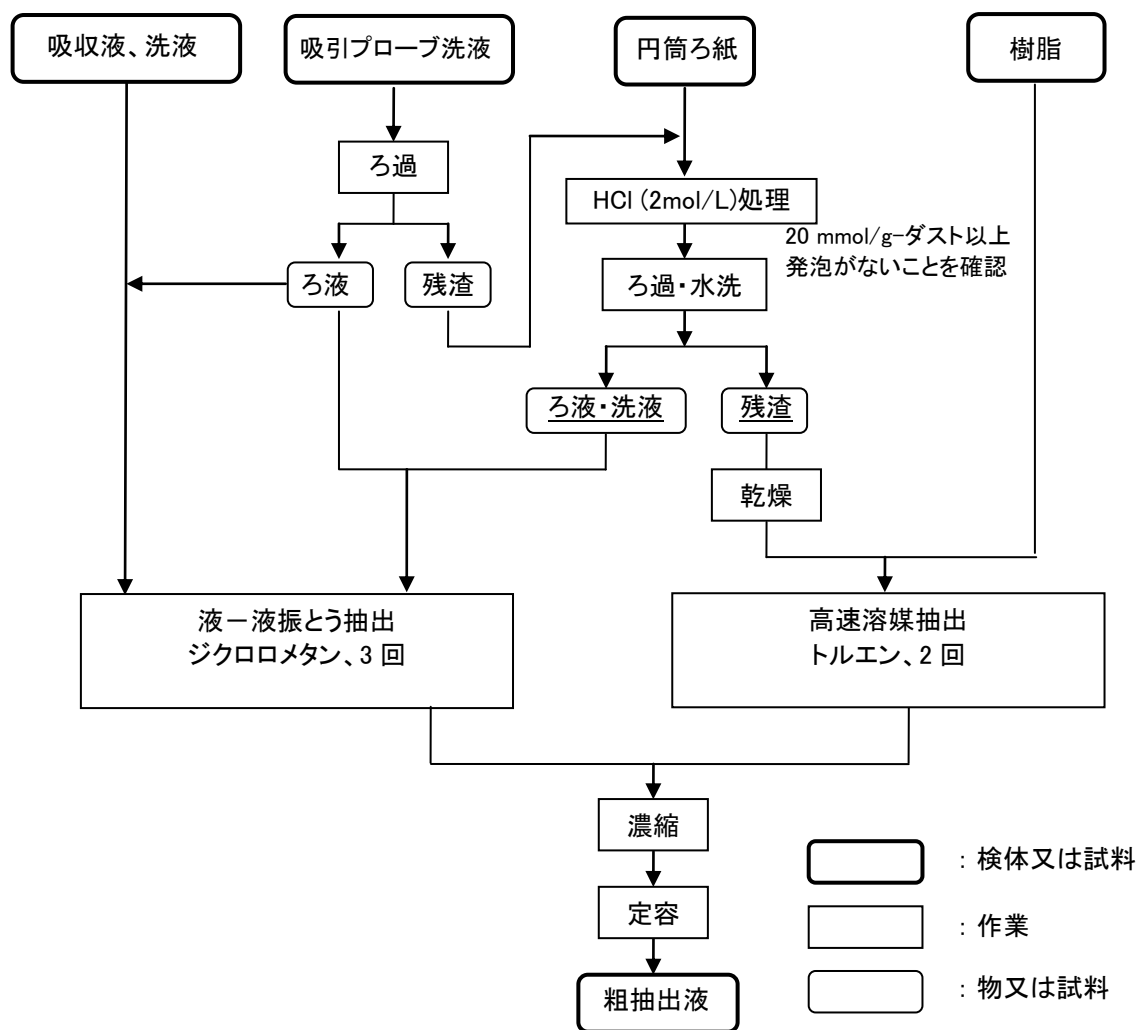 吸収液、洗液
吸引プローブ洗液
円筒ろ紙
樹脂
ろ過
HCl (2mol/L)処理
20 mmol/g-ダスト以上
発泡がないことを確認
ろ液
残渣
ろ過・水洗
ろ液・洗液
残渣
乾燥
液－液振とう抽出
ジクロロメタン、3 回
高速溶媒抽出
トルエン、2 回
濃縮
定容
粗抽出液
：検体又は試料
：作業
：物又は試料